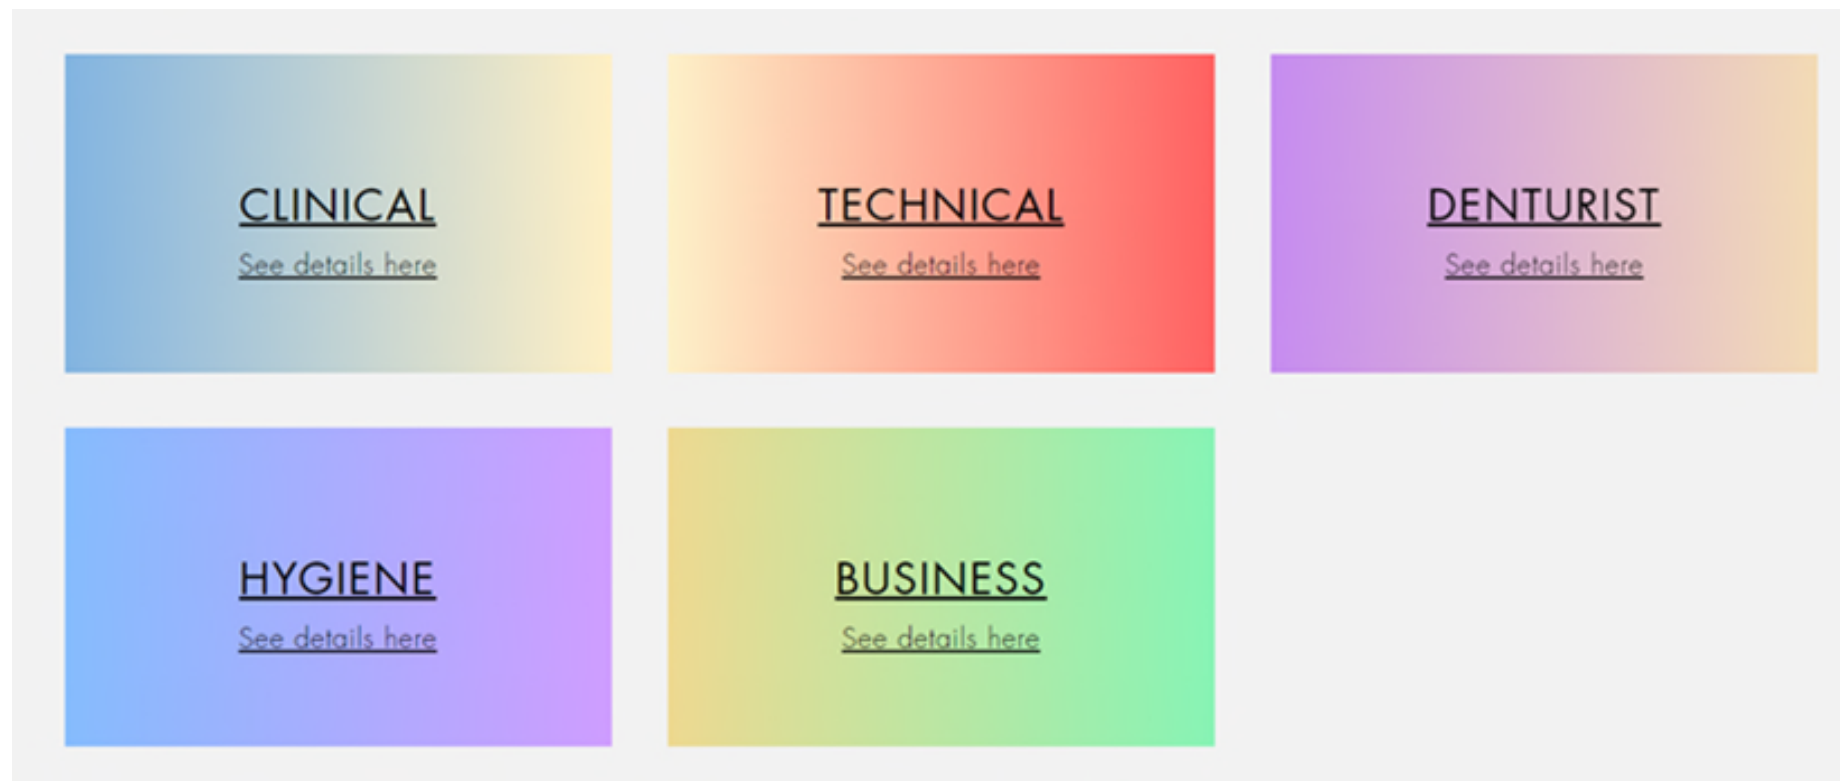 CLINICAL
See details here
TECHNICAL
See details here
DENTURIST
See details here
HYGIENE
See details here
BUSINESS
See details here